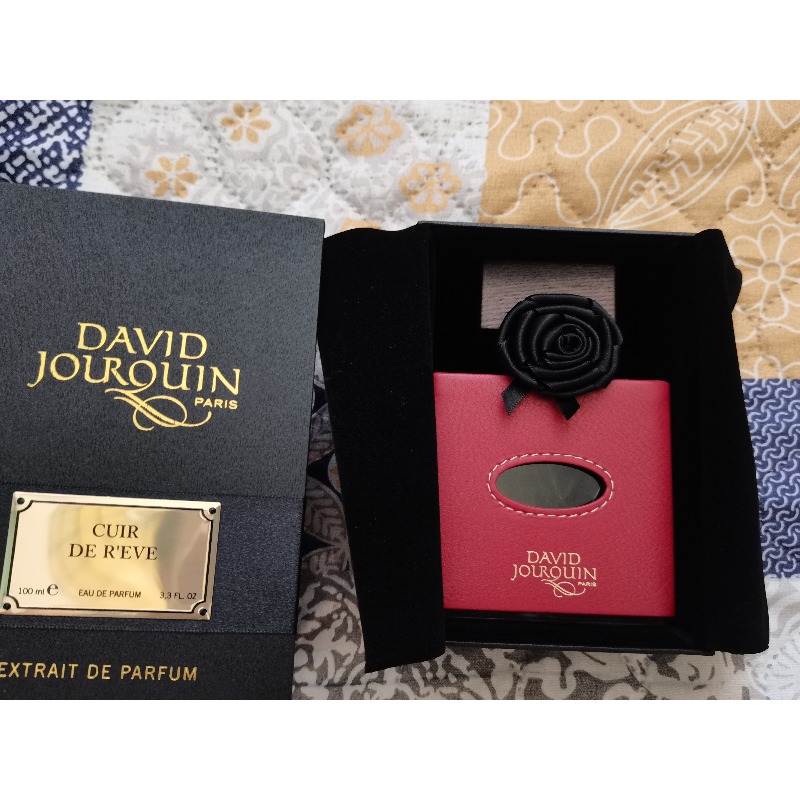 DAVID
JOURQUIN
PARIS
CUIR
DE R'EVE
100 ml ℮ EAU DE PARFUM 3,3 FL. OZ
EXTRAIT DE PARFUM
DAVID
JOURQUIN
PARIS